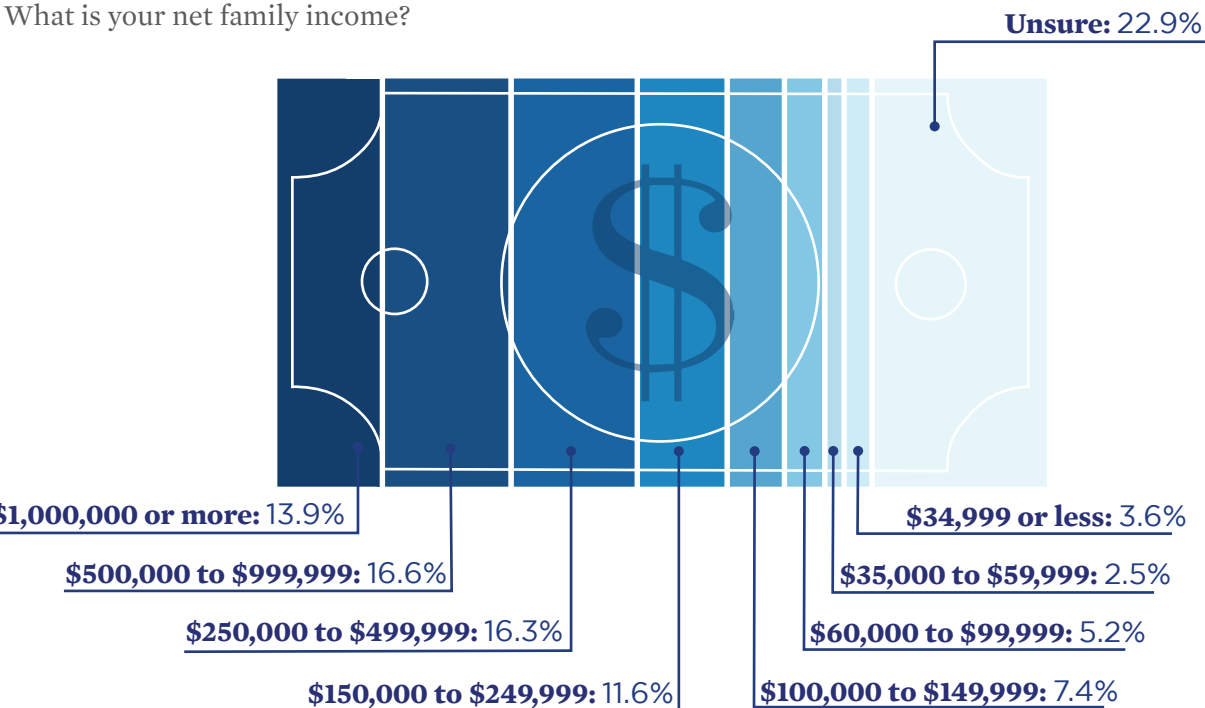 What is your net family income?
Unsure: 22.9%
$1,000,000 or more: 13.9%
$500,000 to $999,999: 16.6%
$250,000 to $499,999: 16.3%
$150,000 to $249,999: 11.6%
$34,999 or less: 3.6%
$35,000 to $59,999: 2.5%
$60,000 to $99,999: 5.2%
$100,000 to $149,999: 7.4%
$